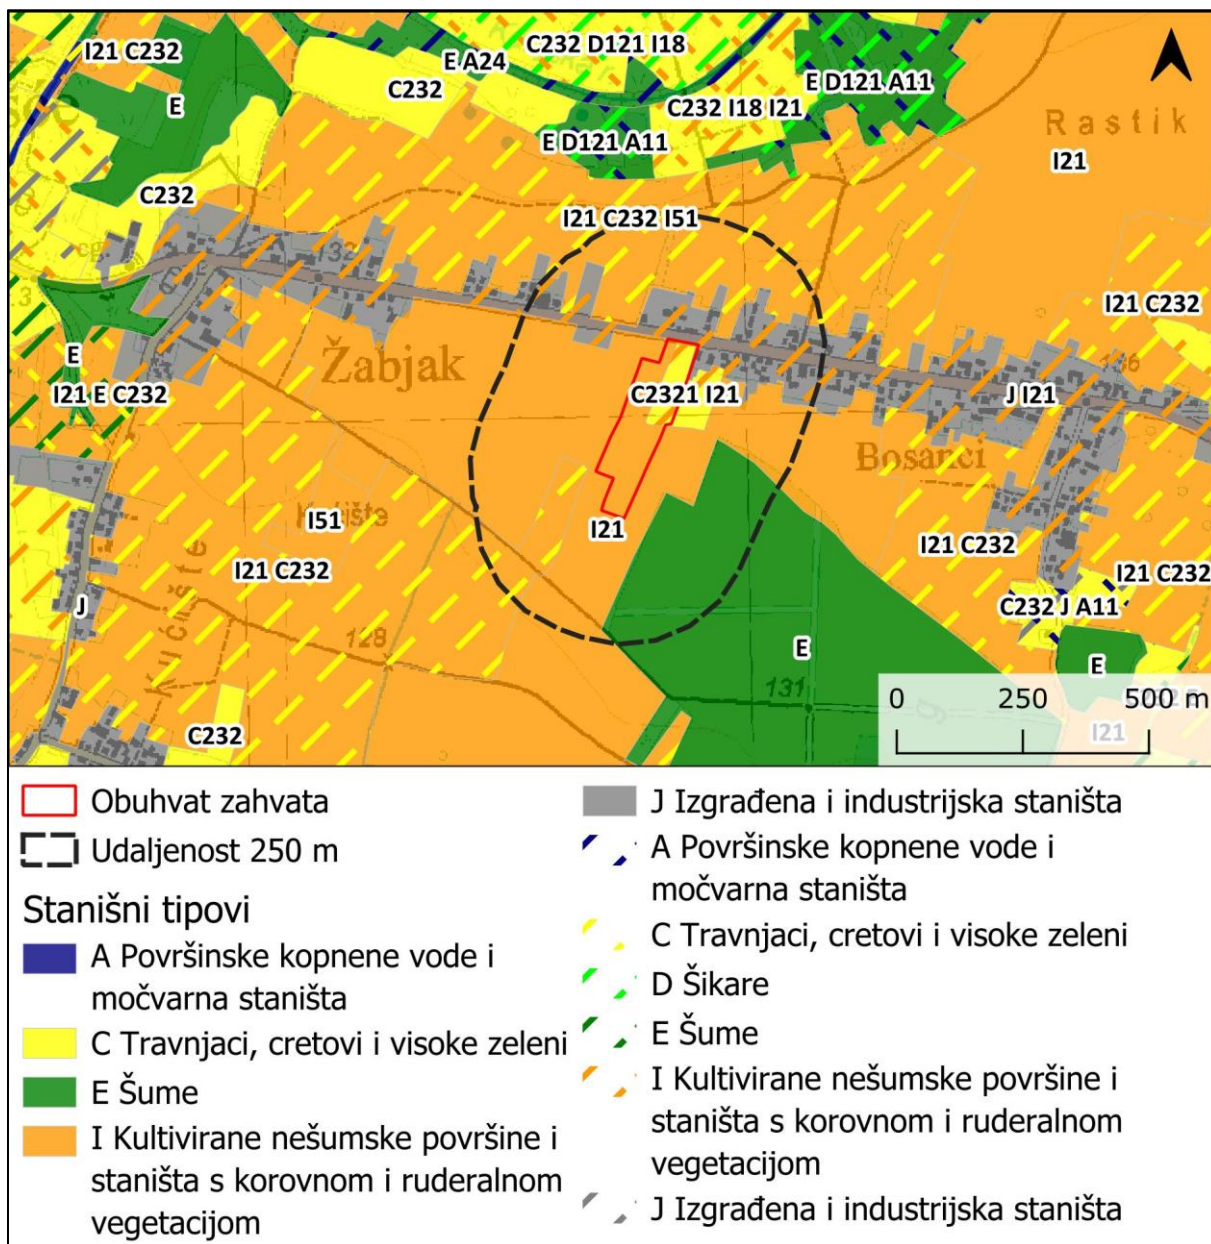 I21 C232
E
E A24
C232 D121 I18
C232
E D121 A11
C232 I18 I21
E D121 A11
Rastik
I21
C232
I21 C232 I51
cg.
132
I21 C232
Žabjak
E
I21 E C232
C2321 I21
J I21
136
Bosanci
I51
I21
I21 C232
I21 C232
I21 C232
J
Kućište
C232 J A11
128
E
E
131
C232
I21
0 250 500 m
Obuhvat zahvata
Udaljenost 250 m
Stanišni tipovi
A Površinske kopnene vode i
močvarna staništa
C Travnjaci, cretovi i visoke zeleni
E Šume
I Kultivirane nešumske površine i
staništa s korovnom i ruderalnom
vegetacijom
J Izgrađena i industrijska staništa
A Površinske kopnene vode i
močvarna staništa
C Travnjaci, cretovi i visoke zeleni
D Šikare
E Šume
I Kultivirane nešumske površine i
staništa s korovnom i ruderalnom
vegetacijom
J Izgrađena i industrijska staništa